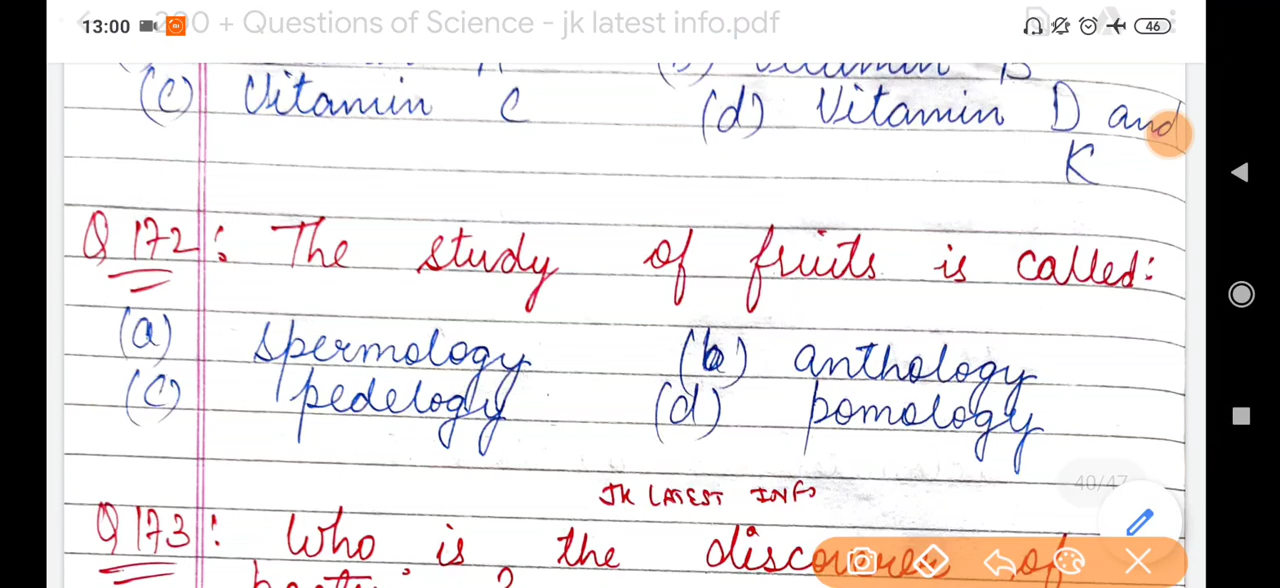 13:00
220 + Questions of Science - jk latest info.pdf
46
(c) Vitamin C (d) Vitamin D and
K
Q 172: The study of fruits is called:
(a) spermology (b) anthology
(c) pedelogy (d) pomology
40/47
JK LATEST INFO
Q 173: Who is the discoverer of